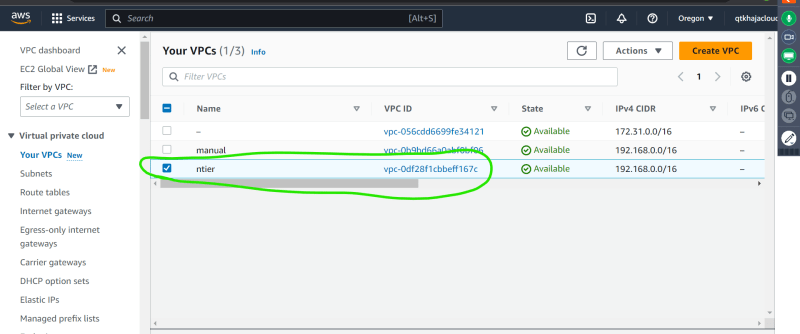 aws Services Search [Alt+S] Oregon ▼ qtkhajacloud
VPC dashboard
EC2 Global View New
Filter by VPC:
Select a VPC
Virtual private cloud
Your VPCs New
Subnets
Route tables
Internet gateways
Egress-only internet
gateways
Carrier gateways
DHCP option sets
Elastic IPs
Managed prefix lists
Your VPCs (1/3) Info
Actions
Create VPC
Filter VPCs
1
Name VPC ID State IPv4 CIDR IPv6 C
– vpc-056cdd6699fe34121 Available 172.31.0.0/16 –
manual Available 192.168.0.0/16 –
ntier vpc-0df28f1cbbeff167c Available 192.168.0.0/16 –